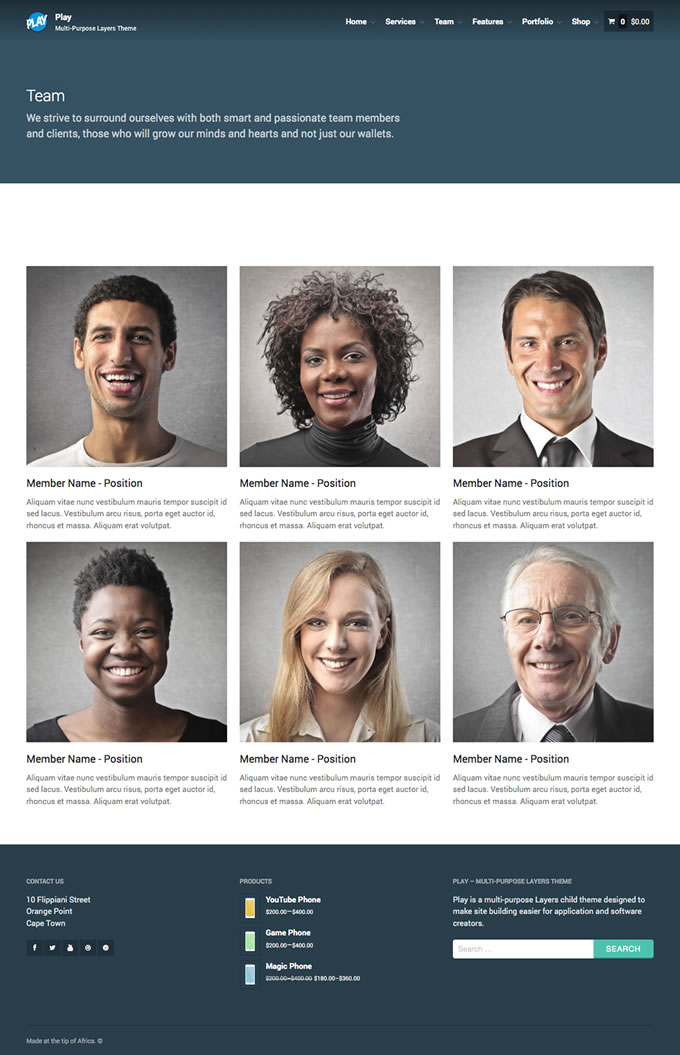 PLAY
Play
Multi-Purpose Layers Theme
Home Services Team Features Portfolio Shop 0 $0.00
Team
We strive to surround ourselves with both smart and passionate team members
and clients, those who will grow our minds and hearts and not just our wallets.
Member Name - Position
Aliquam vitae nunc vestibulum mauris tempor suscipit id
sed lacus. Vestibulum arcu risus, porta eget auctor id,
rhoncus et massa. Aliquam erat volutpat.
Member Name - Position
Aliquam vitae nunc vestibulum mauris tempor suscipit id
sed lacus. Vestibulum arcu risus, porta eget auctor id,
rhoncus et massa. Aliquam erat volutpat.
Member Name - Position
Aliquam vitae nunc vestibulum mauris tempor suscipit id
sed lacus. Vestibulum arcu risus, porta eget auctor id,
rhoncus et massa. Aliquam erat volutpat.
Member Name - Position
Aliquam vitae nunc vestibulum mauris tempor suscipit id
sed lacus. Vestibulum arcu risus, porta eget auctor id,
rhoncus et massa. Aliquam erat volutpat.
Member Name - Position
Aliquam vitae nunc vestibulum mauris tempor suscipit id
sed lacus. Vestibulum arcu risus, porta eget auctor id,
rhoncus et massa. Aliquam erat volutpat.
Member Name - Position
Aliquam vitae nunc vestibulum mauris tempor suscipit id
sed lacus. Vestibulum arcu risus, porta eget auctor id,
rhoncus et massa. Aliquam erat volutpat.
CONTACT US
10 Flippiani Street
Orange Point
Cape Town
PRODUCTS
YouTube Phone
$200.00–$400.00
Game Phone
$200.00–$400.00
Magic Phone
$200.00–$400.00 $180.00–$360.00
PLAY – MULTI-PURPOSE LAYERS THEME
Play is a multi-purpose Layers child theme designed to
make site building easier for application and software
creators.
Search ...
SEARCH
Made at the tip of Africa. ©